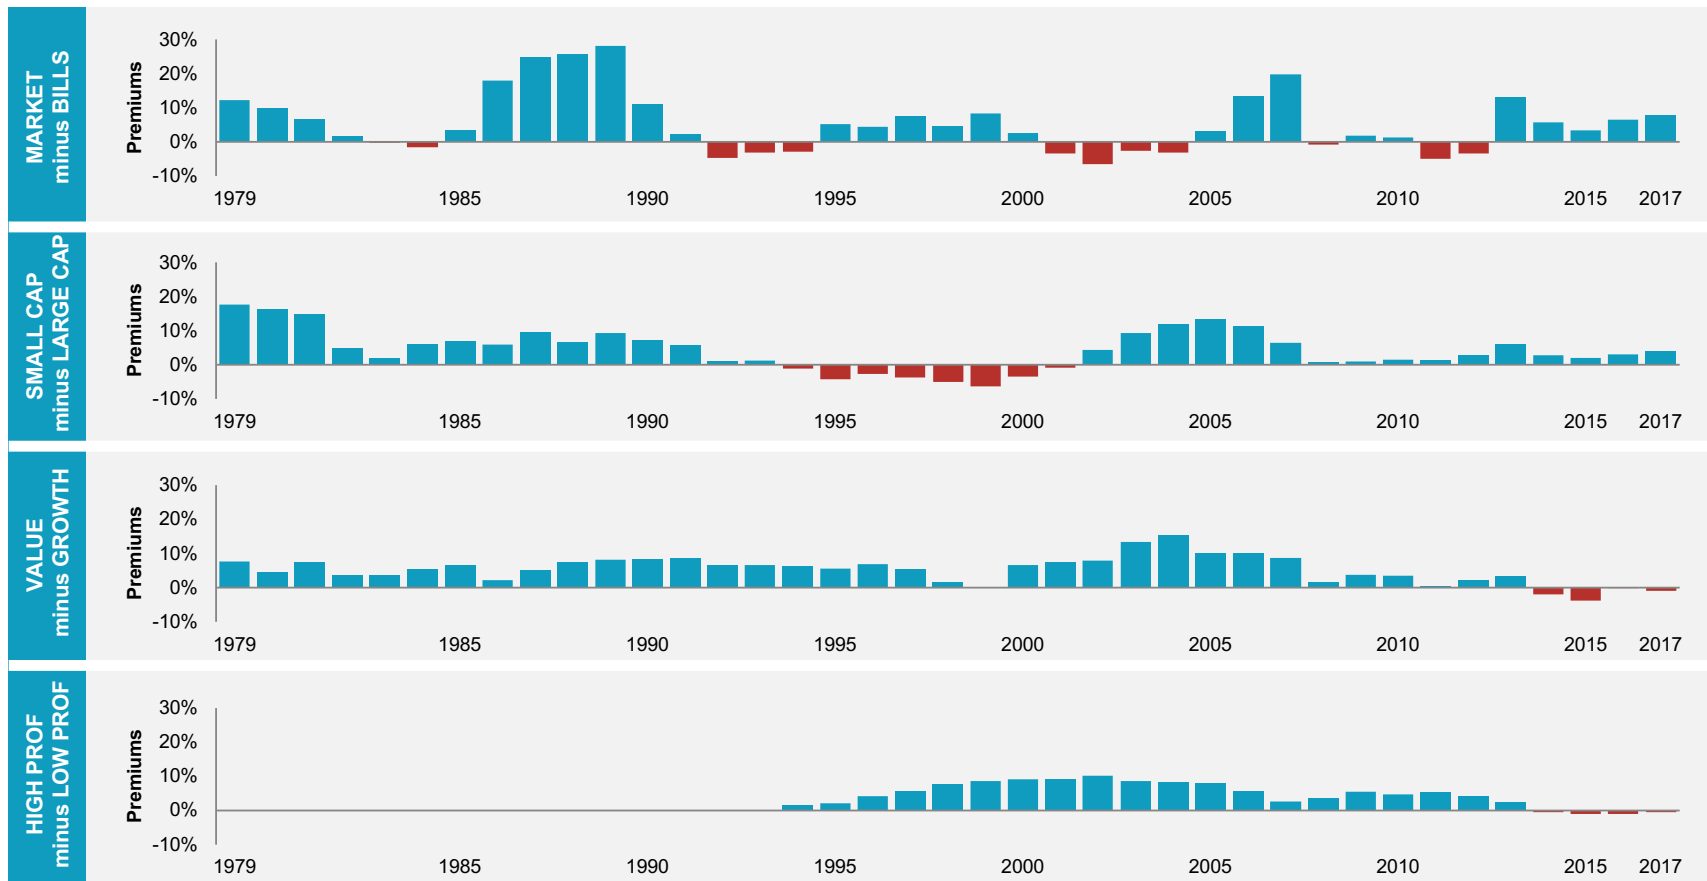 MARKET
minus BILLS
Premiums
30%
20%
10%
0%
-10%
1979 1985 1990 1995 2000 2005 2010 2015 2017
SMALL CAP
minus LARGE CAP
Premiums
30%
20%
10%
0%
-10%
1979 1985 1990 1995 2000 2005 2010 2015 2017
VALUE
minus GROWTH
Premiums
30%
20%
10%
0%
-10%
1979 1985 1990 1995 2000 2005 2010 2015 2017
HIGH PROF
minus LOW PROF
Premiums
30%
20%
10%
0%
-10%
1979 1985 1990 1995 2000 2005 2010 2015 2017